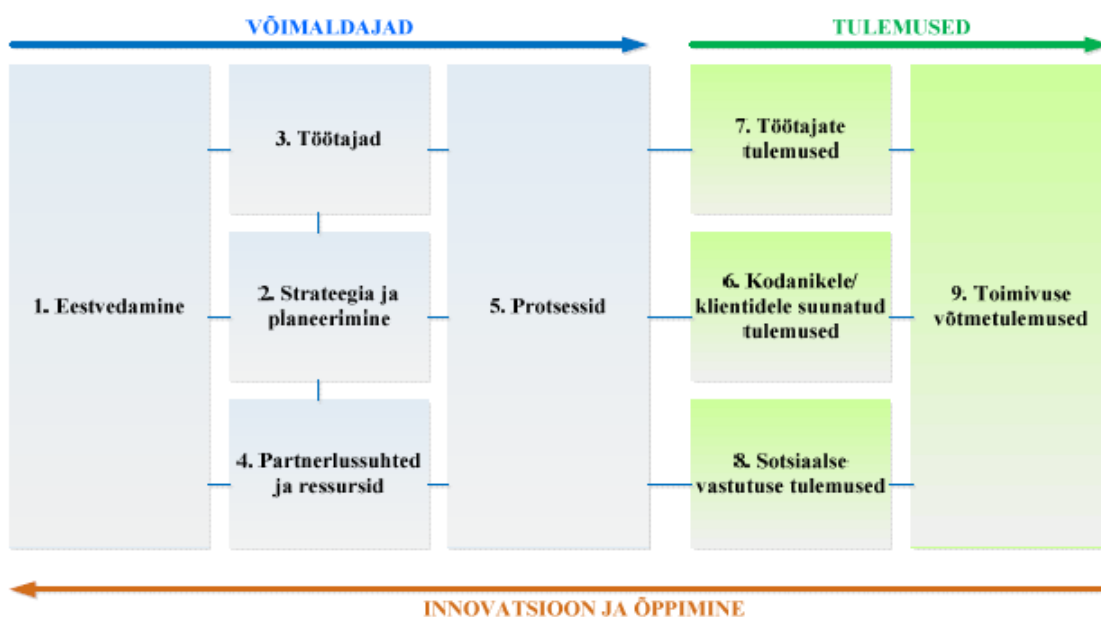 VÕIMALDAJAD
TULEMUSED
1. Eestvedamine
3. Töötajad
2. Strateegia ja
planeerimine
4. Partnerlussuhted
ja ressursid
5. Protsessid
7. Töötajate
tulemused
6. Kodanikele/
klientidele suunatud
tulemused
8. Sotsiaalse
vastutuse tulemused
9. Toimivuse
võtmetulemused
INNOVATSIOON JA ÕPPIMINE